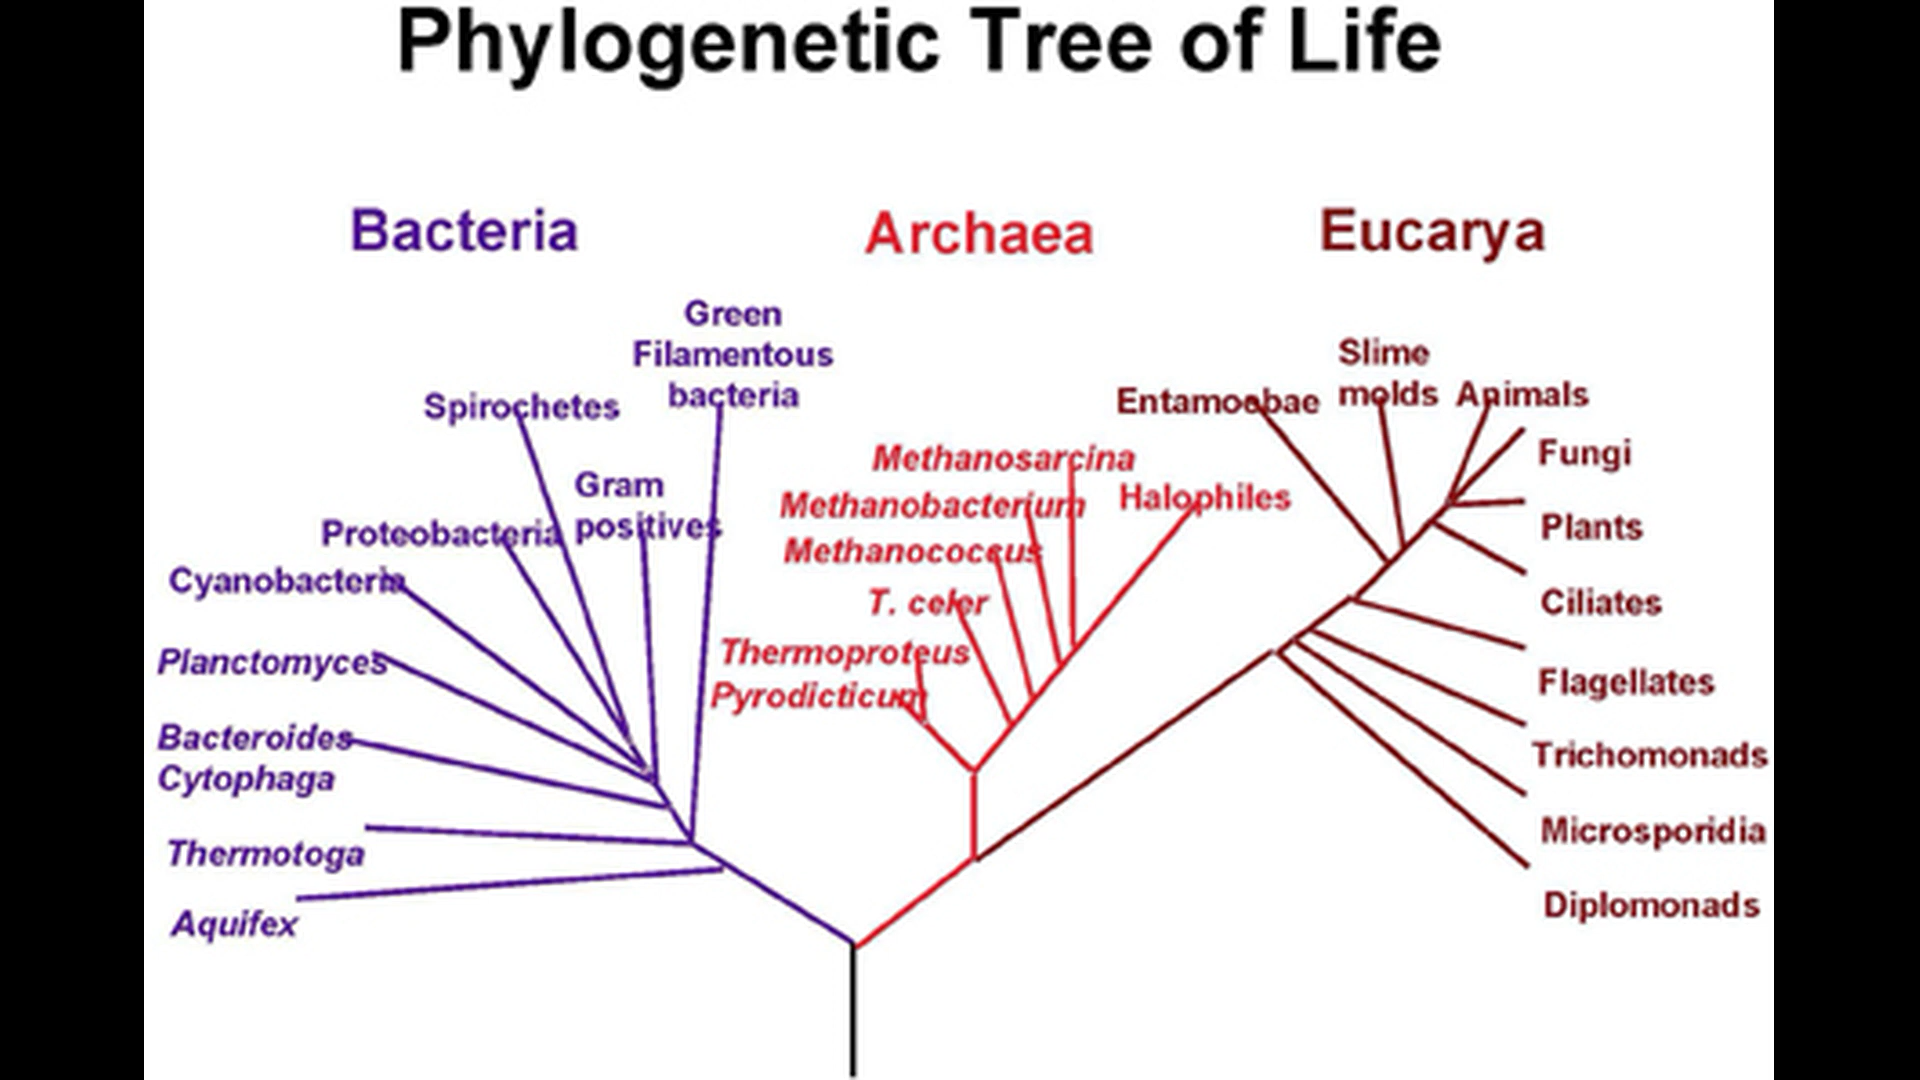 Phylogenetic Tree of Life
Bacteria
Archaea
Eucarya
Green
Filamentous
bacteria
Spirochetes
Gram
positives
Proteobacteria
Cyanobacteria
Planctomyces
Bacteroides
Cytophaga
Thermotoga
Aquifex
Methanosarcina
Methanobacterium
Halophiles
Methanococcus
T. celer
Thermoproteus
Pyrodicticum
Entamoebae
Slime
molds
Animals
Fungi
Plants
Ciliates
Flagellates
Trichomonads
Microsporidia
Diplomonads